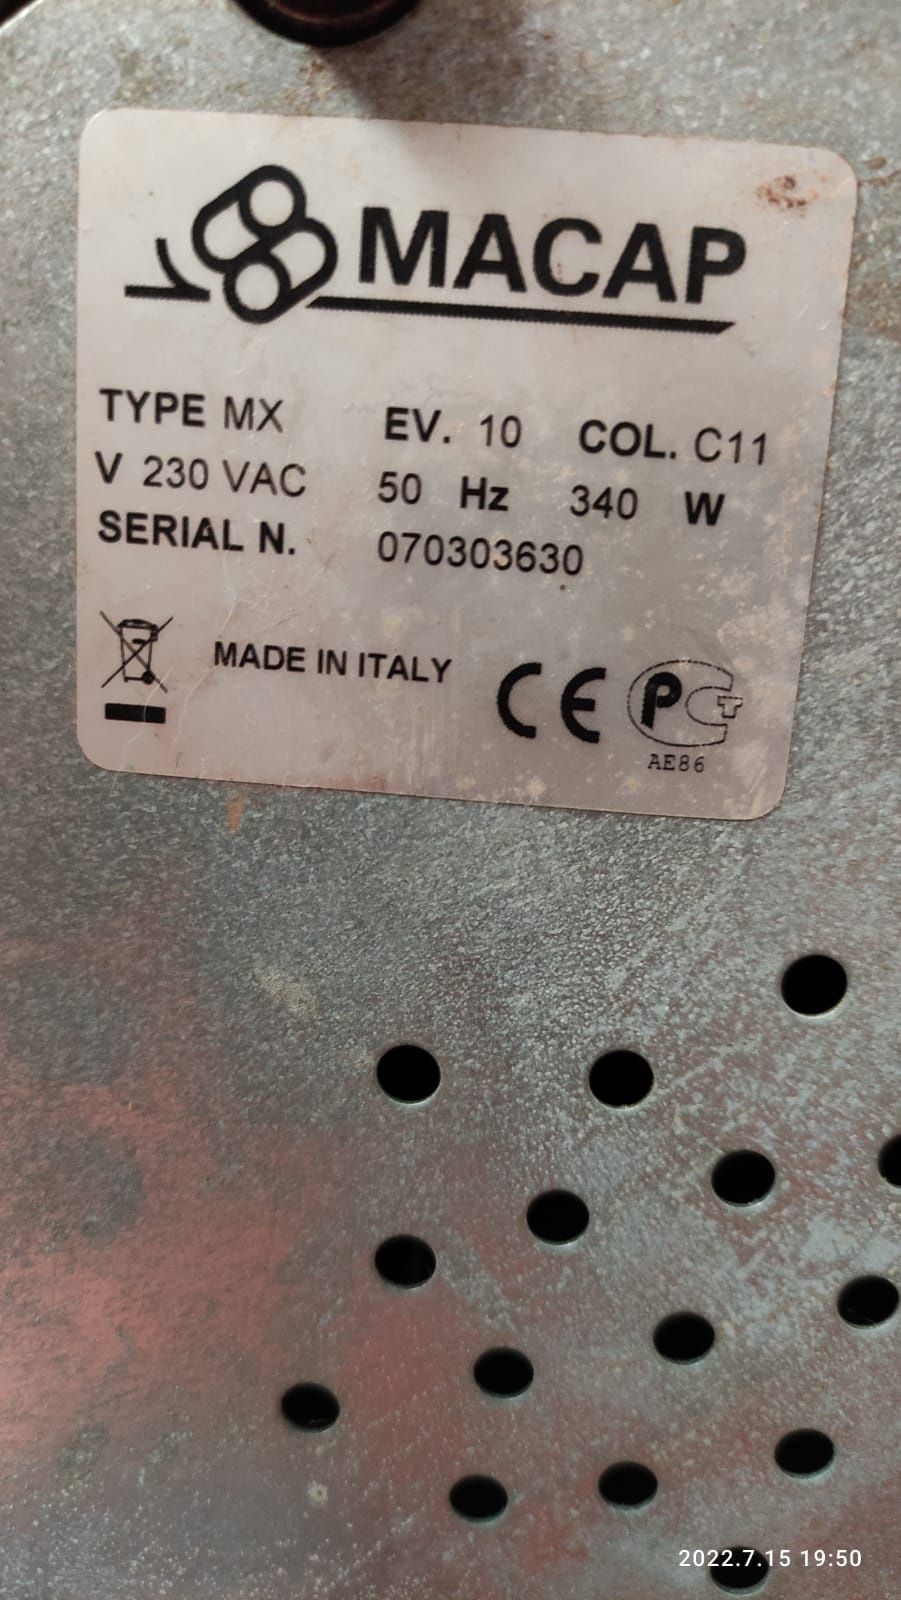 MACAP
TYPE MX EV. 10 COL. C11
V 230 VAC 50 Hz 340 W
SERIAL N. 070303630
MADE IN ITALY CE PCT
AE86
2022.7.15 19:50